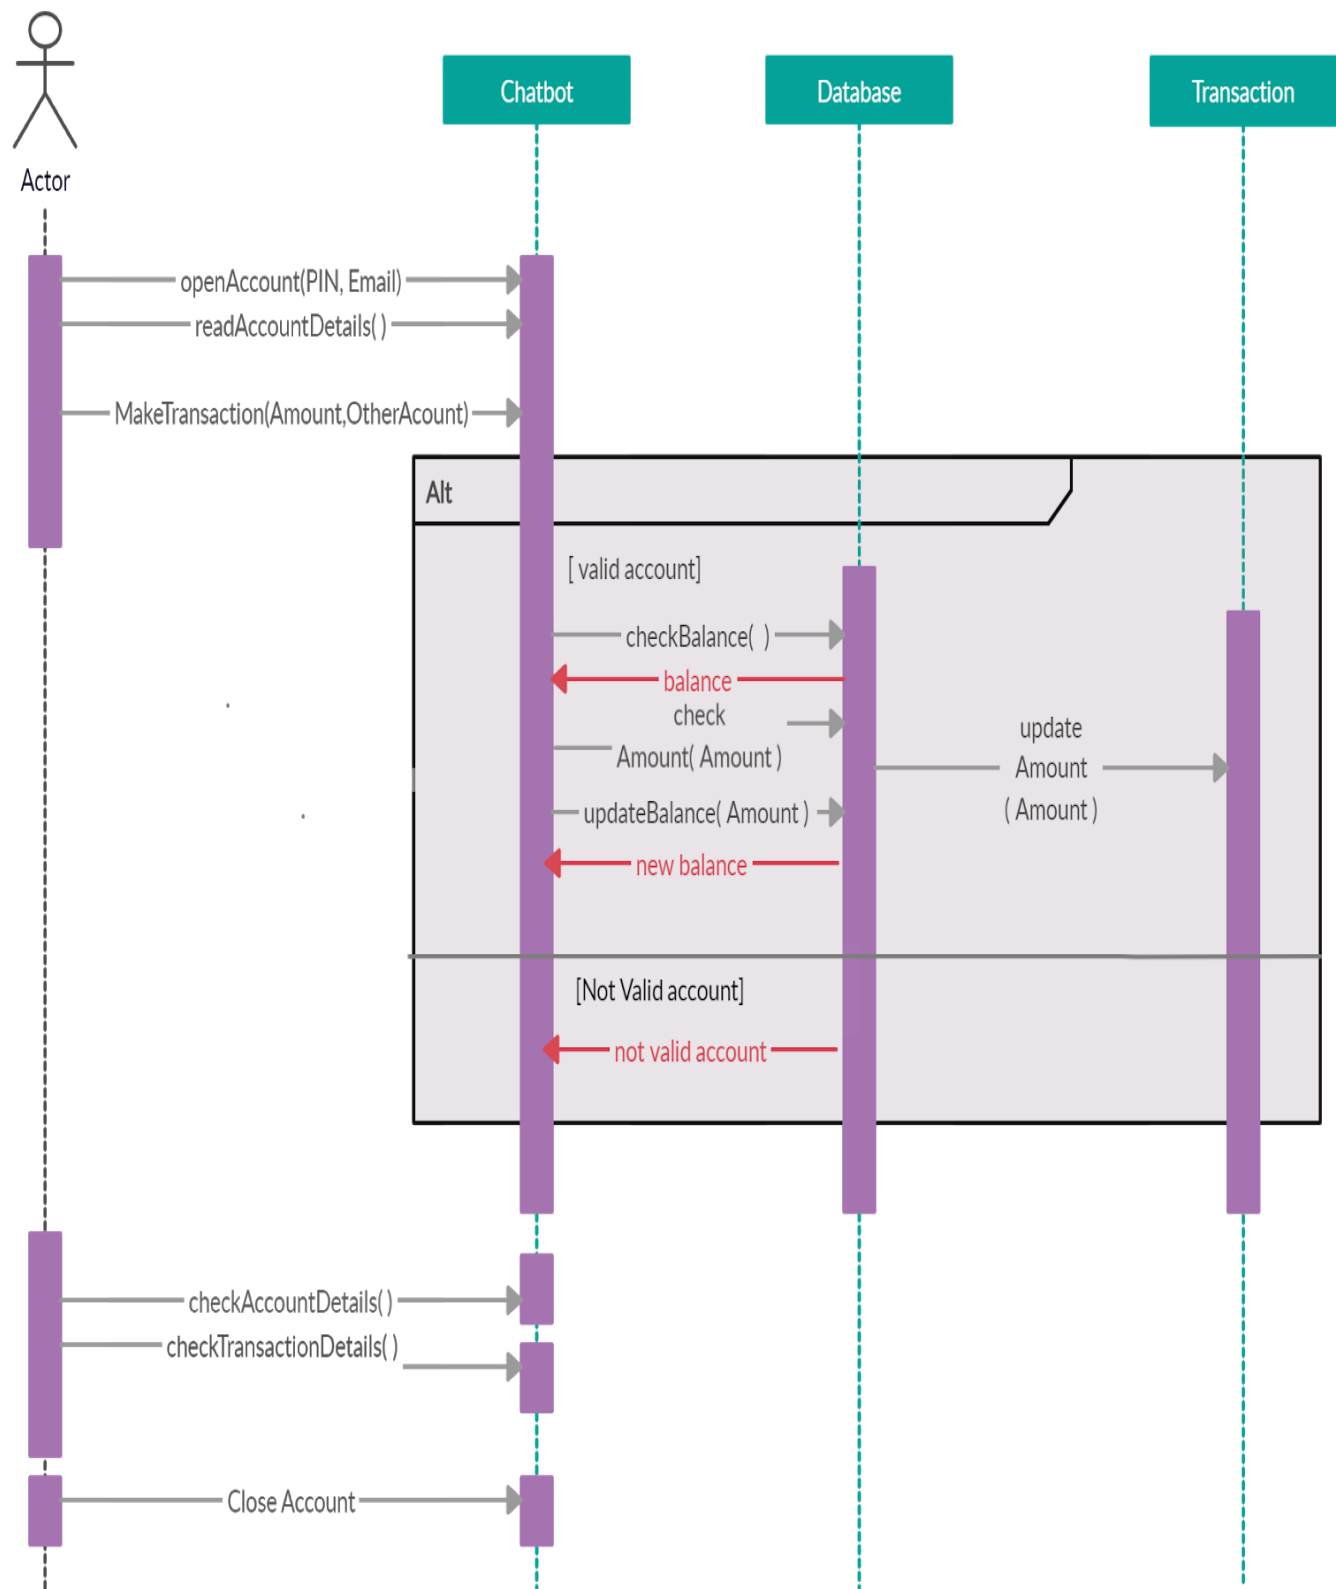 Chatbot
Database
Transaction
Actor
openAccount(PIN, Email)
readAccountDetails( )
MakeTransaction(Amount,OtherAcount)
Alt
[ valid account]
checkBalance(  )
balance
check
Amount( Amount )
update
Amount
( Amount )
updateBalance( Amount )
new balance
[Not Valid account]
not valid account
checkAccountDetails( )
checkTransactionDetails( )
Close Account